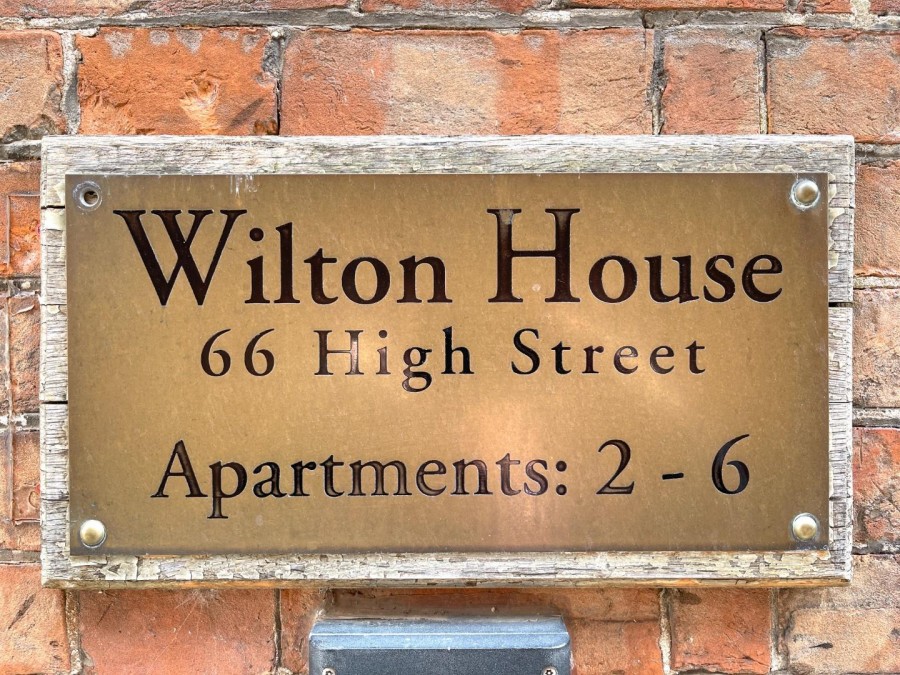 Wilton House
66 High Street
Apartments: 2 - 6